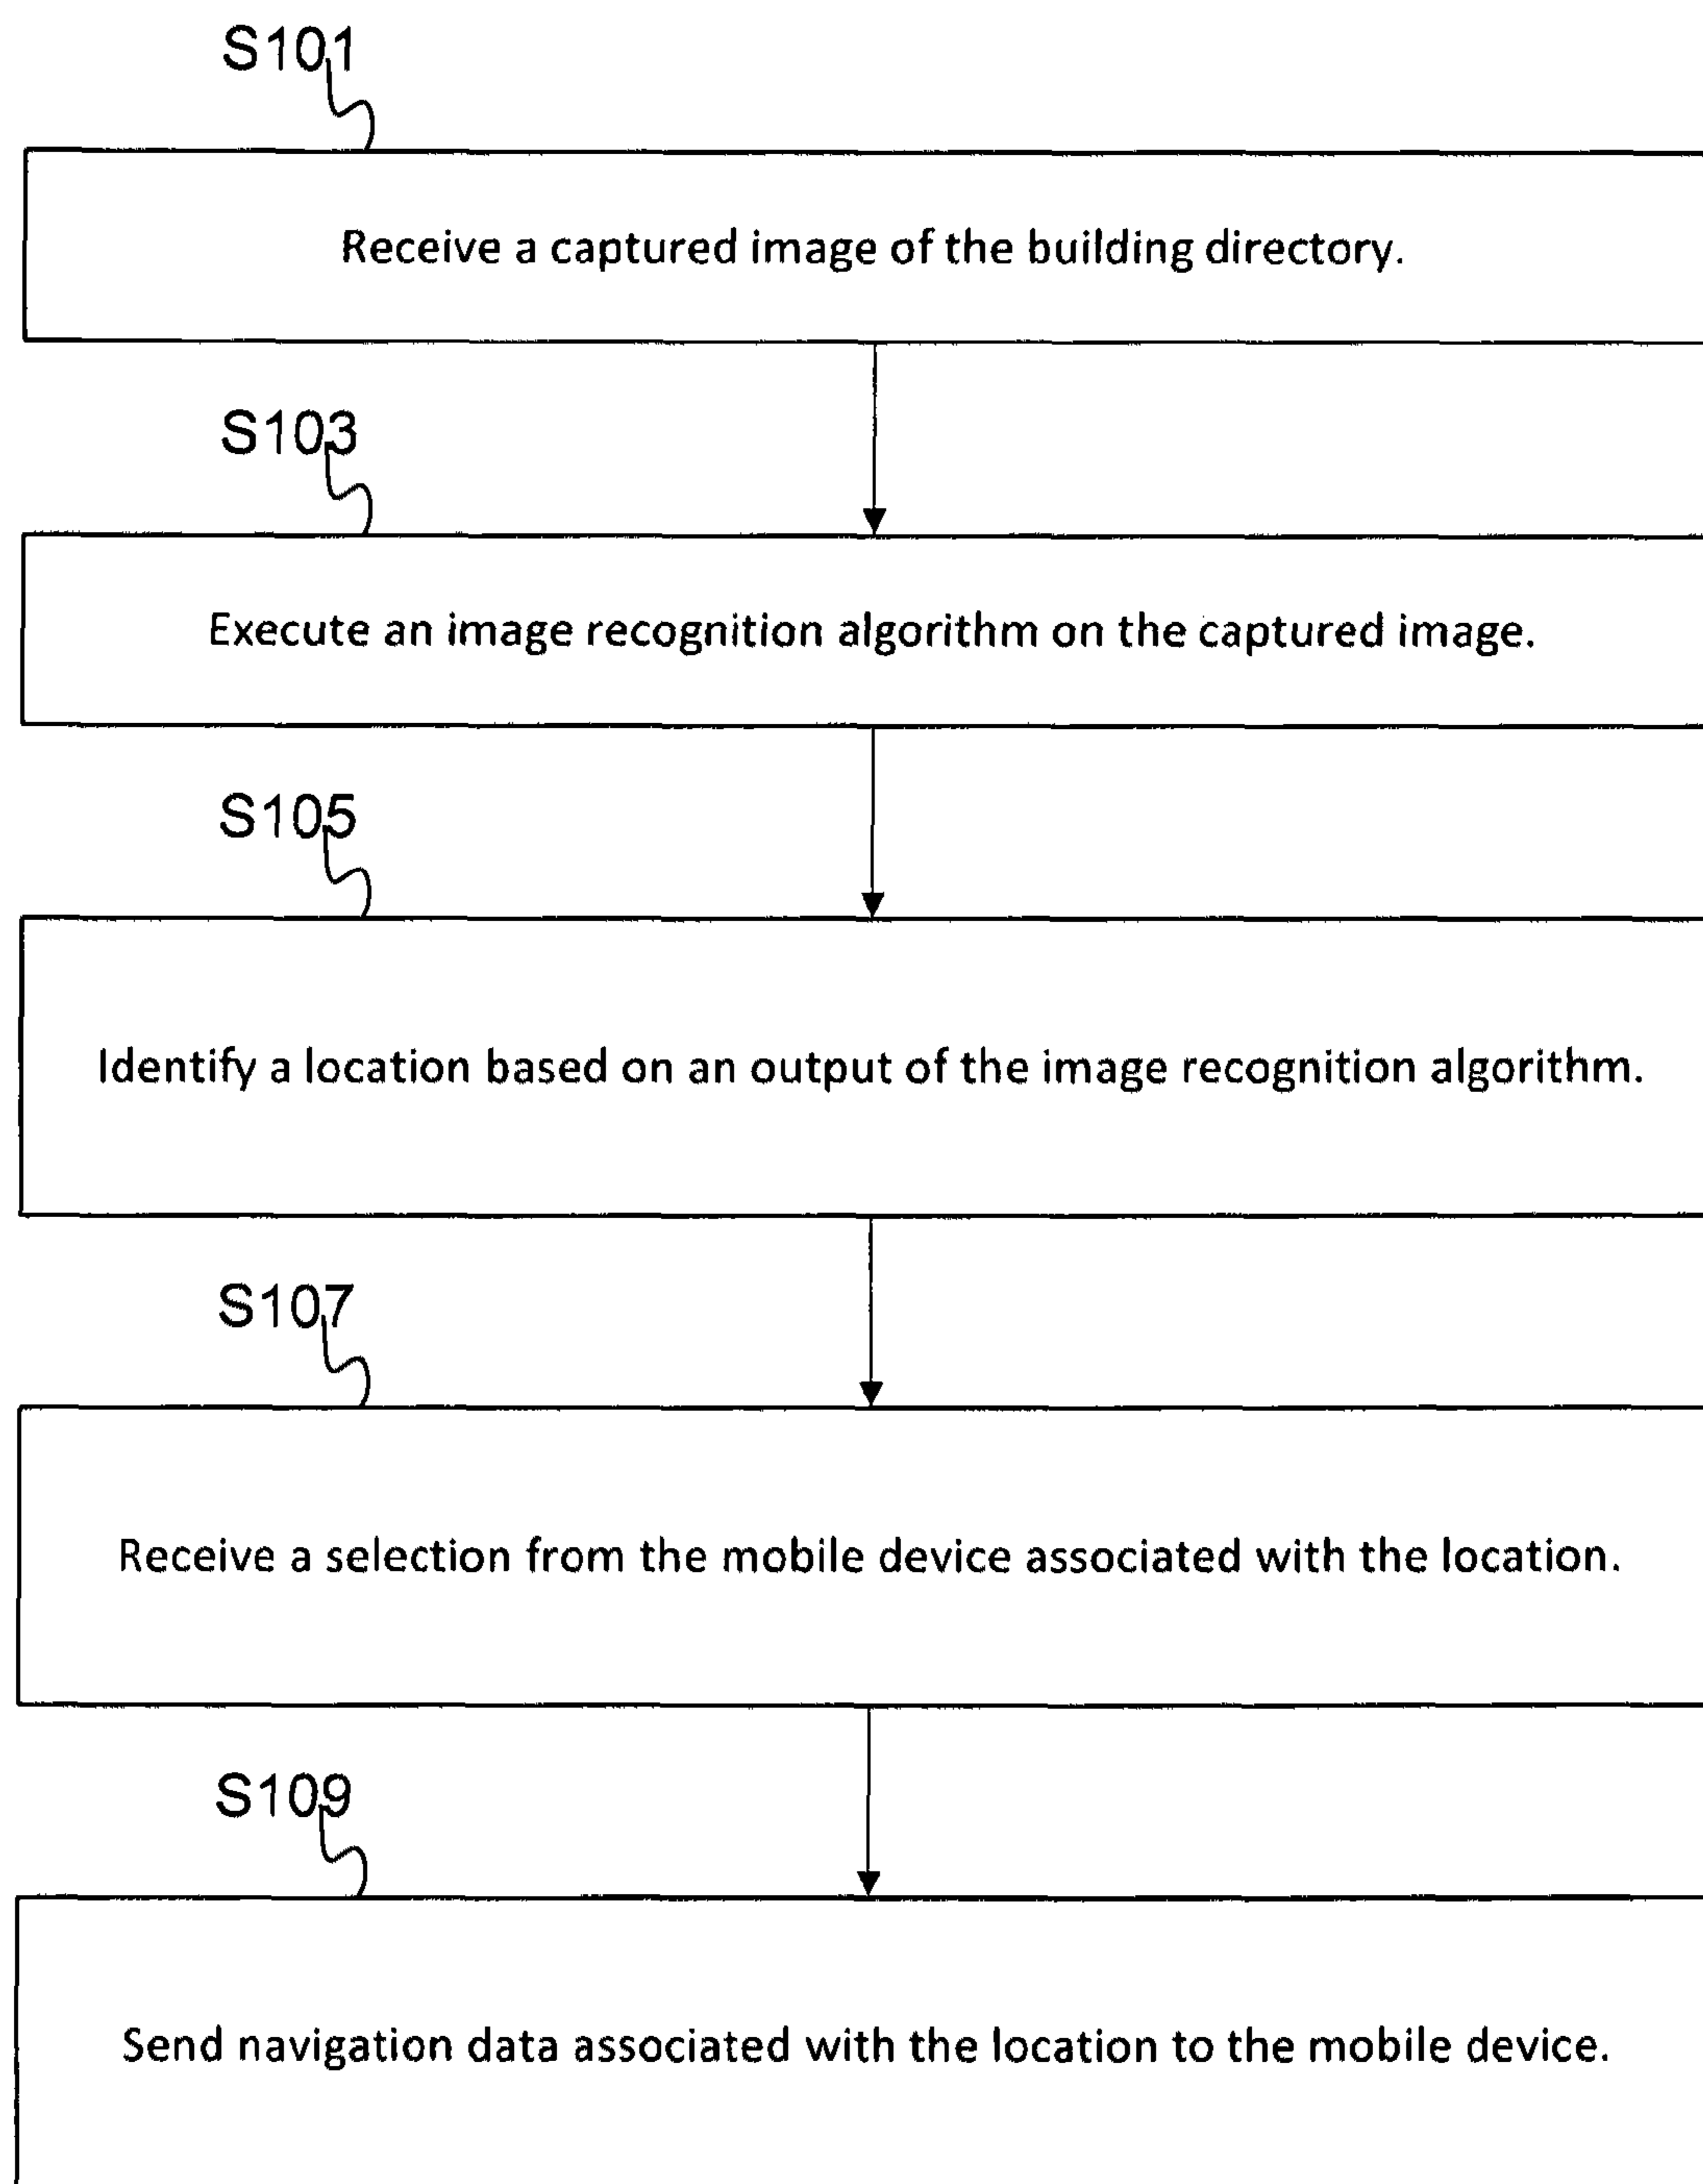 S101
Receive a captured image of the building directory.
S103
Execute an image recognition algorithm on the captured image.
S105
Identify a location based on an output of the image recognition algorithm.
S107
Receive a selection from the mobile device associated with the location.
S109
Send navigation data associated with the location to the mobile device.